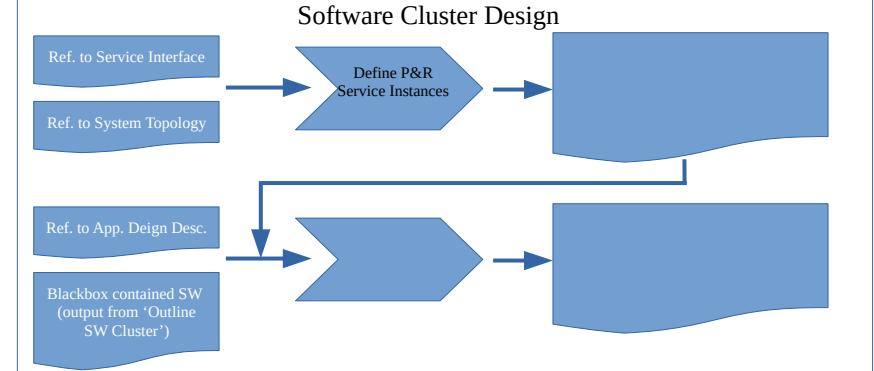 Software Cluster Design
Ref. to Service Interface
Define P&R
Service Instances
Ref. to System Topology
Ref. to App. Deign Desc.
Blackbox contained SW
(output from ‘Outline
SW Cluster’)